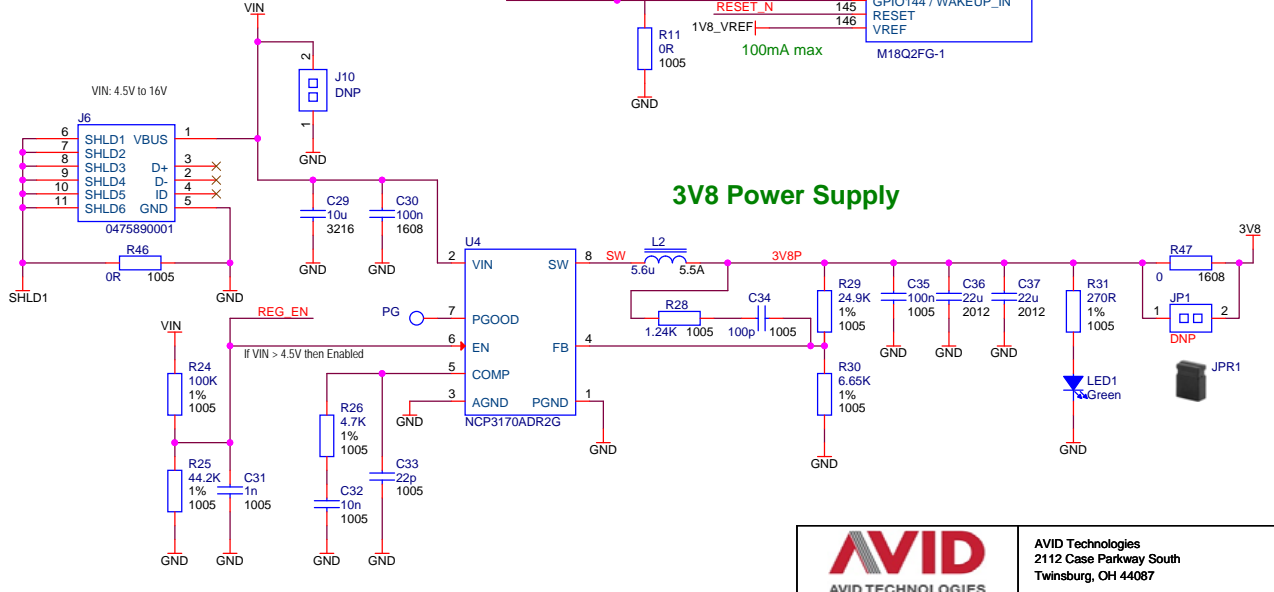 VIN
RESET_N
145
GPIO144 / WAKEUP_IN
RESET
1V8_VREF
146
VREF
M18Q2FG-1
100mA max
R11
0R
1005
GND
2
J10
DNP
1
GND
VIN: 4.5V to 16V
J6
6 SHLD1 VBUS 1
7 SHLD2
8 SHLD3 D+ 3
9 SHLD4 D- 2
10 SHLD5 ID 4
11 SHLD6 GND 5
0475890001
R46
0R 1005
SHLD1
GND
C29
10u
3216
GND
C30
100n
1608
GND
3V8 Power Supply
U4
2 VIN SW 8
7 PGOOD
6 EN FB 4
5 COMP
3 AGND PGND 1
NCP3170ADR2G
PG
GND
GND
SW
L2
5.6u 5.5A
3V8P
R28
1.24K 1005
C34
100p 1005
R29
24.9K
1%
1005
R30
6.65K
1%
1005
GND
C35
100n
1005
GND
C36
22u
2012
GND
C37
22u
2012
GND
R31
270R
1%
1005
LED1
Green
GND
3V8
R47
0 1608
JP1
1 2
DNP
JPR1
REG_EN
If VIN > 4.5V then Enabled
VIN
R24
100K
1%
1005
R25
44.2K
1%
1005
GND
C31
1n
1005
GND
R26
4.7K
1%
1005
C32
10n
1005
GND
C33
22p
1005
GND
AVID
AVID TECHNOLOGIES
AVID Technologies
2112 Case Parkway South
Twinsburg, OH 44087